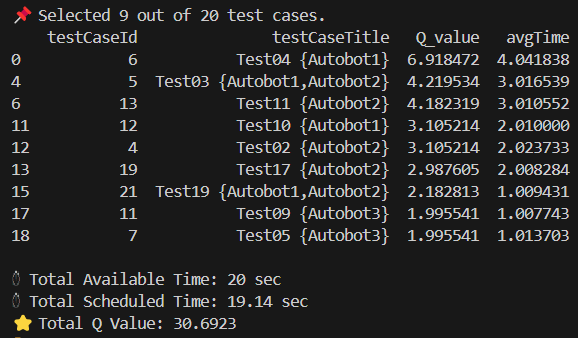 📌 Selected 9 out of 20 test cases.
testCaseId testCaseTitle Q_value avgTime
0 6 Test04 {Autobot1} 6.918472 4.041838
4 5 Test03 {Autobot1,Autobot2} 4.219534 3.016539
6 13 Test11 {Autobot2} 4.182319 3.010552
11 12 Test10 {Autobot1} 3.105214 2.010000
12 4 Test02 {Autobot2} 3.105214 2.023733
13 19 Test17 {Autobot2} 2.987605 2.008284
15 21 Test19 {Autobot1,Autobot2} 2.182813 1.009431
17 11 Test09 {Autobot3} 1.995541 1.007743
18 7 Test05 {Autobot3} 1.995541 1.013703
Total Available Time: 20 sec
Total Scheduled Time: 19.14 sec
⭐ Total Q Value: 30.6923